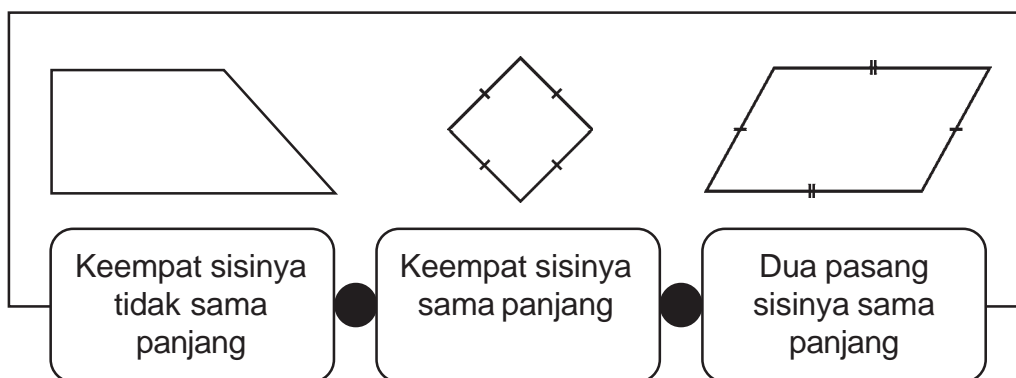 Keempat sisinya
tidak sama
panjang
Keempat sisinya
sama panjang
Dua pasang
sisinya sama
panjang